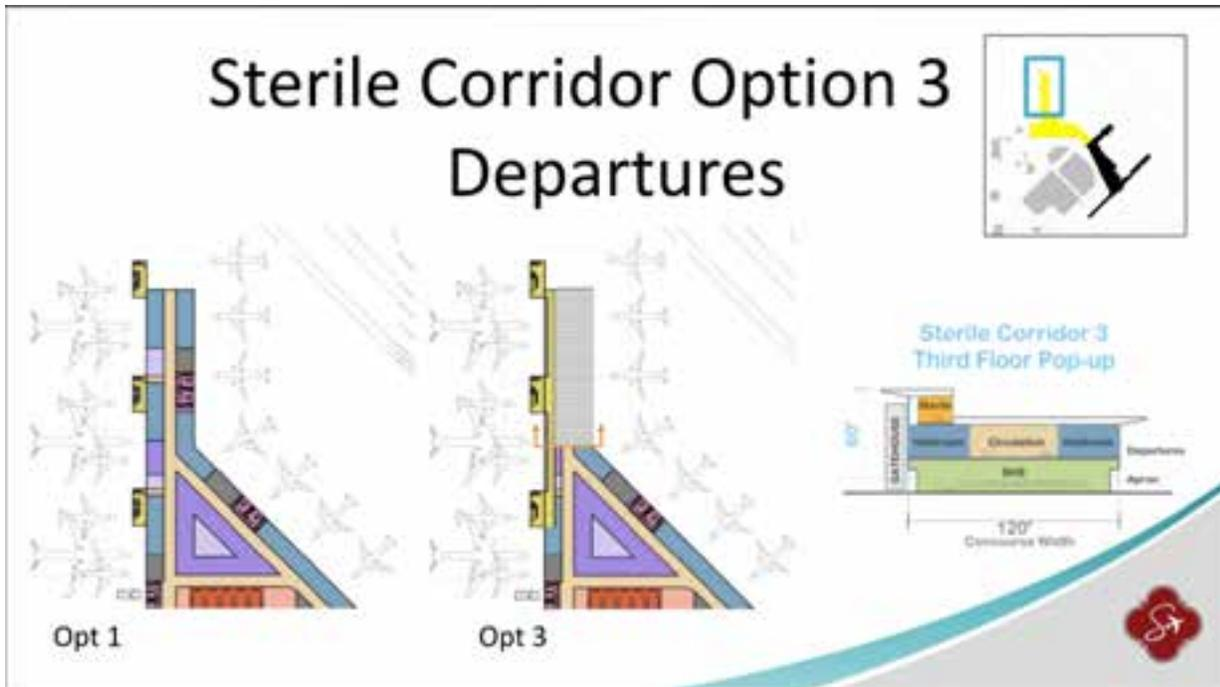 Sterile Corridor Option 3
Departures
Sterile Corridor 3
Third Floor Pop-up
Sterile
GATEHOUSE
Circulation
Departures
Apron
120'
Concourse Width
Opt 1
Opt 3